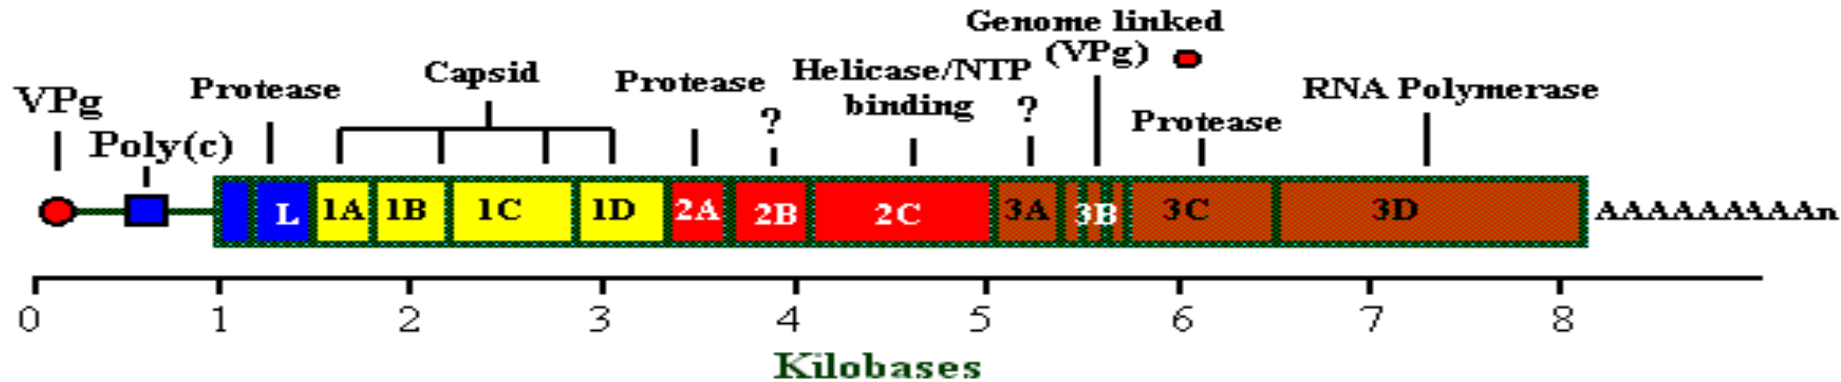 Genome linked
(VPg)
Capsid
Helicase/NTP
binding
Protease
Protease
?
?
VPg
Poly(c)
Protease
RNA Polymerase
L 1A 1B 1C 1D 2A 2B 2C 3A 3B 3C 3D AAAAAAAAAn
0 1 2 3 4 5 6 7 8
Kilobases